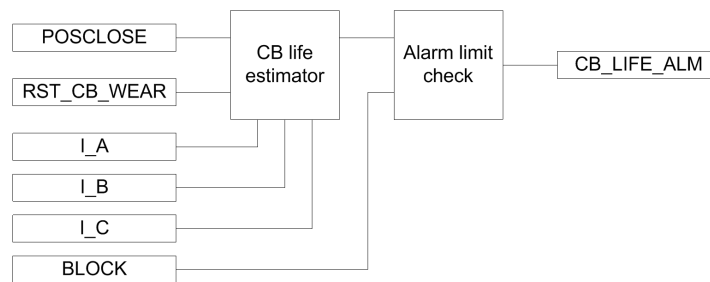 POSCLOSE
RST_CB_WEAR
I_A
I_B
I_C
BLOCK
CB life
estimator
Alarm limit
check
CB_LIFE_ALM